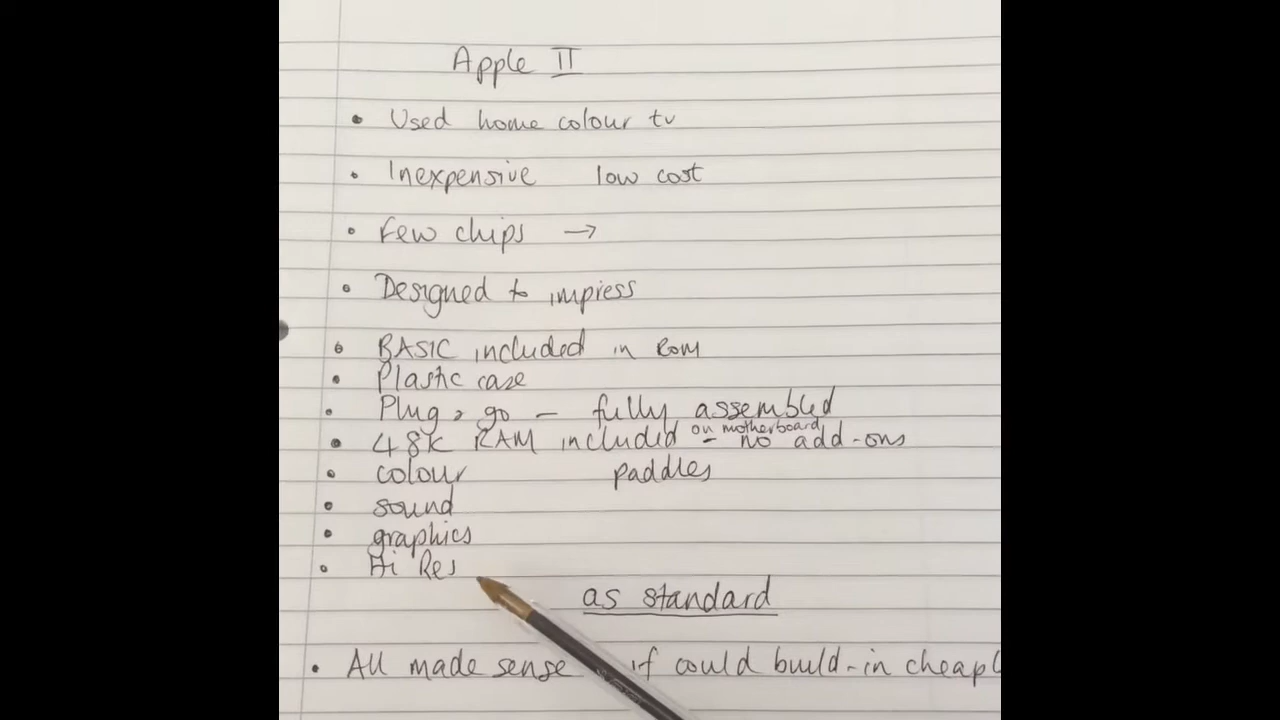 Apple II
• Used home colour tv
• Inexpensive low cost
• Few chips →
• Designed to impress
• BASIC included in ROM
• Plastic case
• Plug & go – fully assembled
• 48K RAM included on motherboard – no add-ons
• colour paddles
• sound
• graphics
• Hi Res
as standard
• All made sense if could build-in cheapl